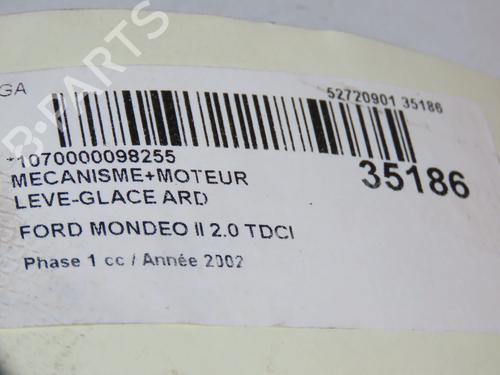 B-PARTS
GA
52720901 35186
*1070000098255
35186
MECANISME+MOTEUR
LEVE-GLACE ARD
FORD MONDEO II 2.0 TDCI
Phase 1 cc / Année 2002